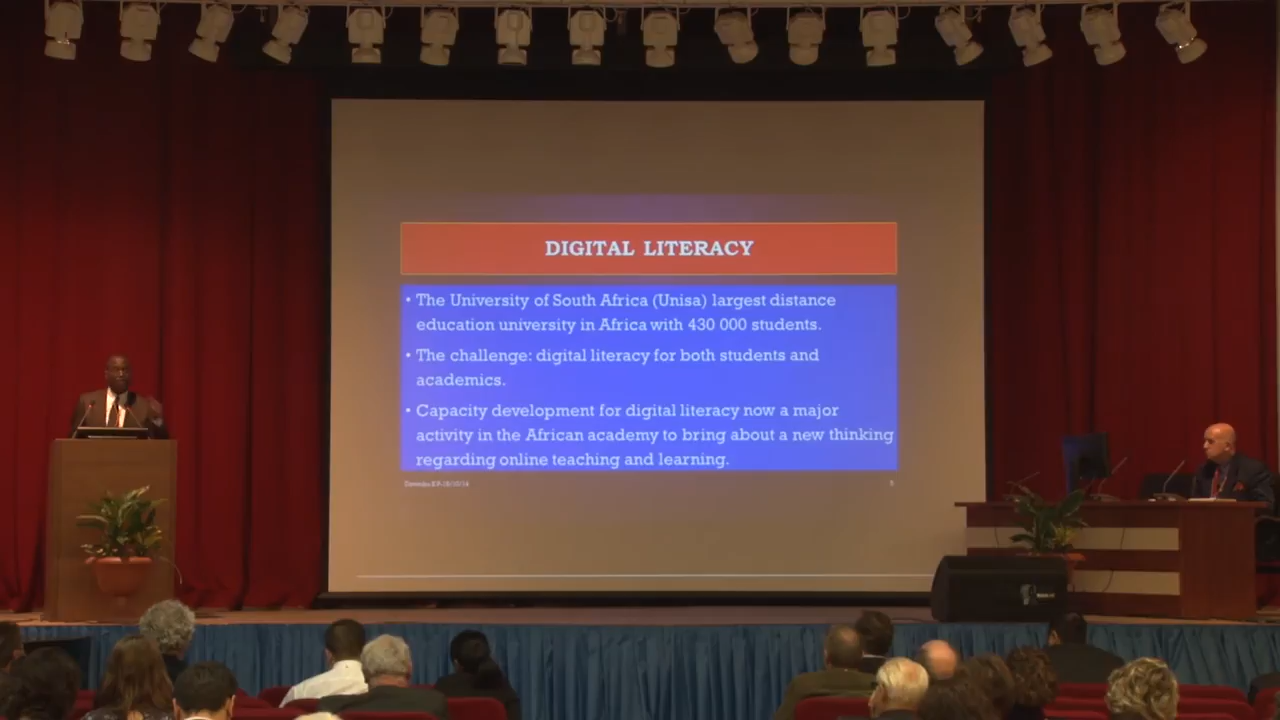 DIGITAL LITERACY
• The University of South Africa (Unisa) largest distance
education university in Africa with 430 000 students.
• The challenge: digital literacy for both students and
academics.
• Capacity development for digital literacy now a major
activity in the African academy to bring about a new thinking
regarding online teaching and learning.